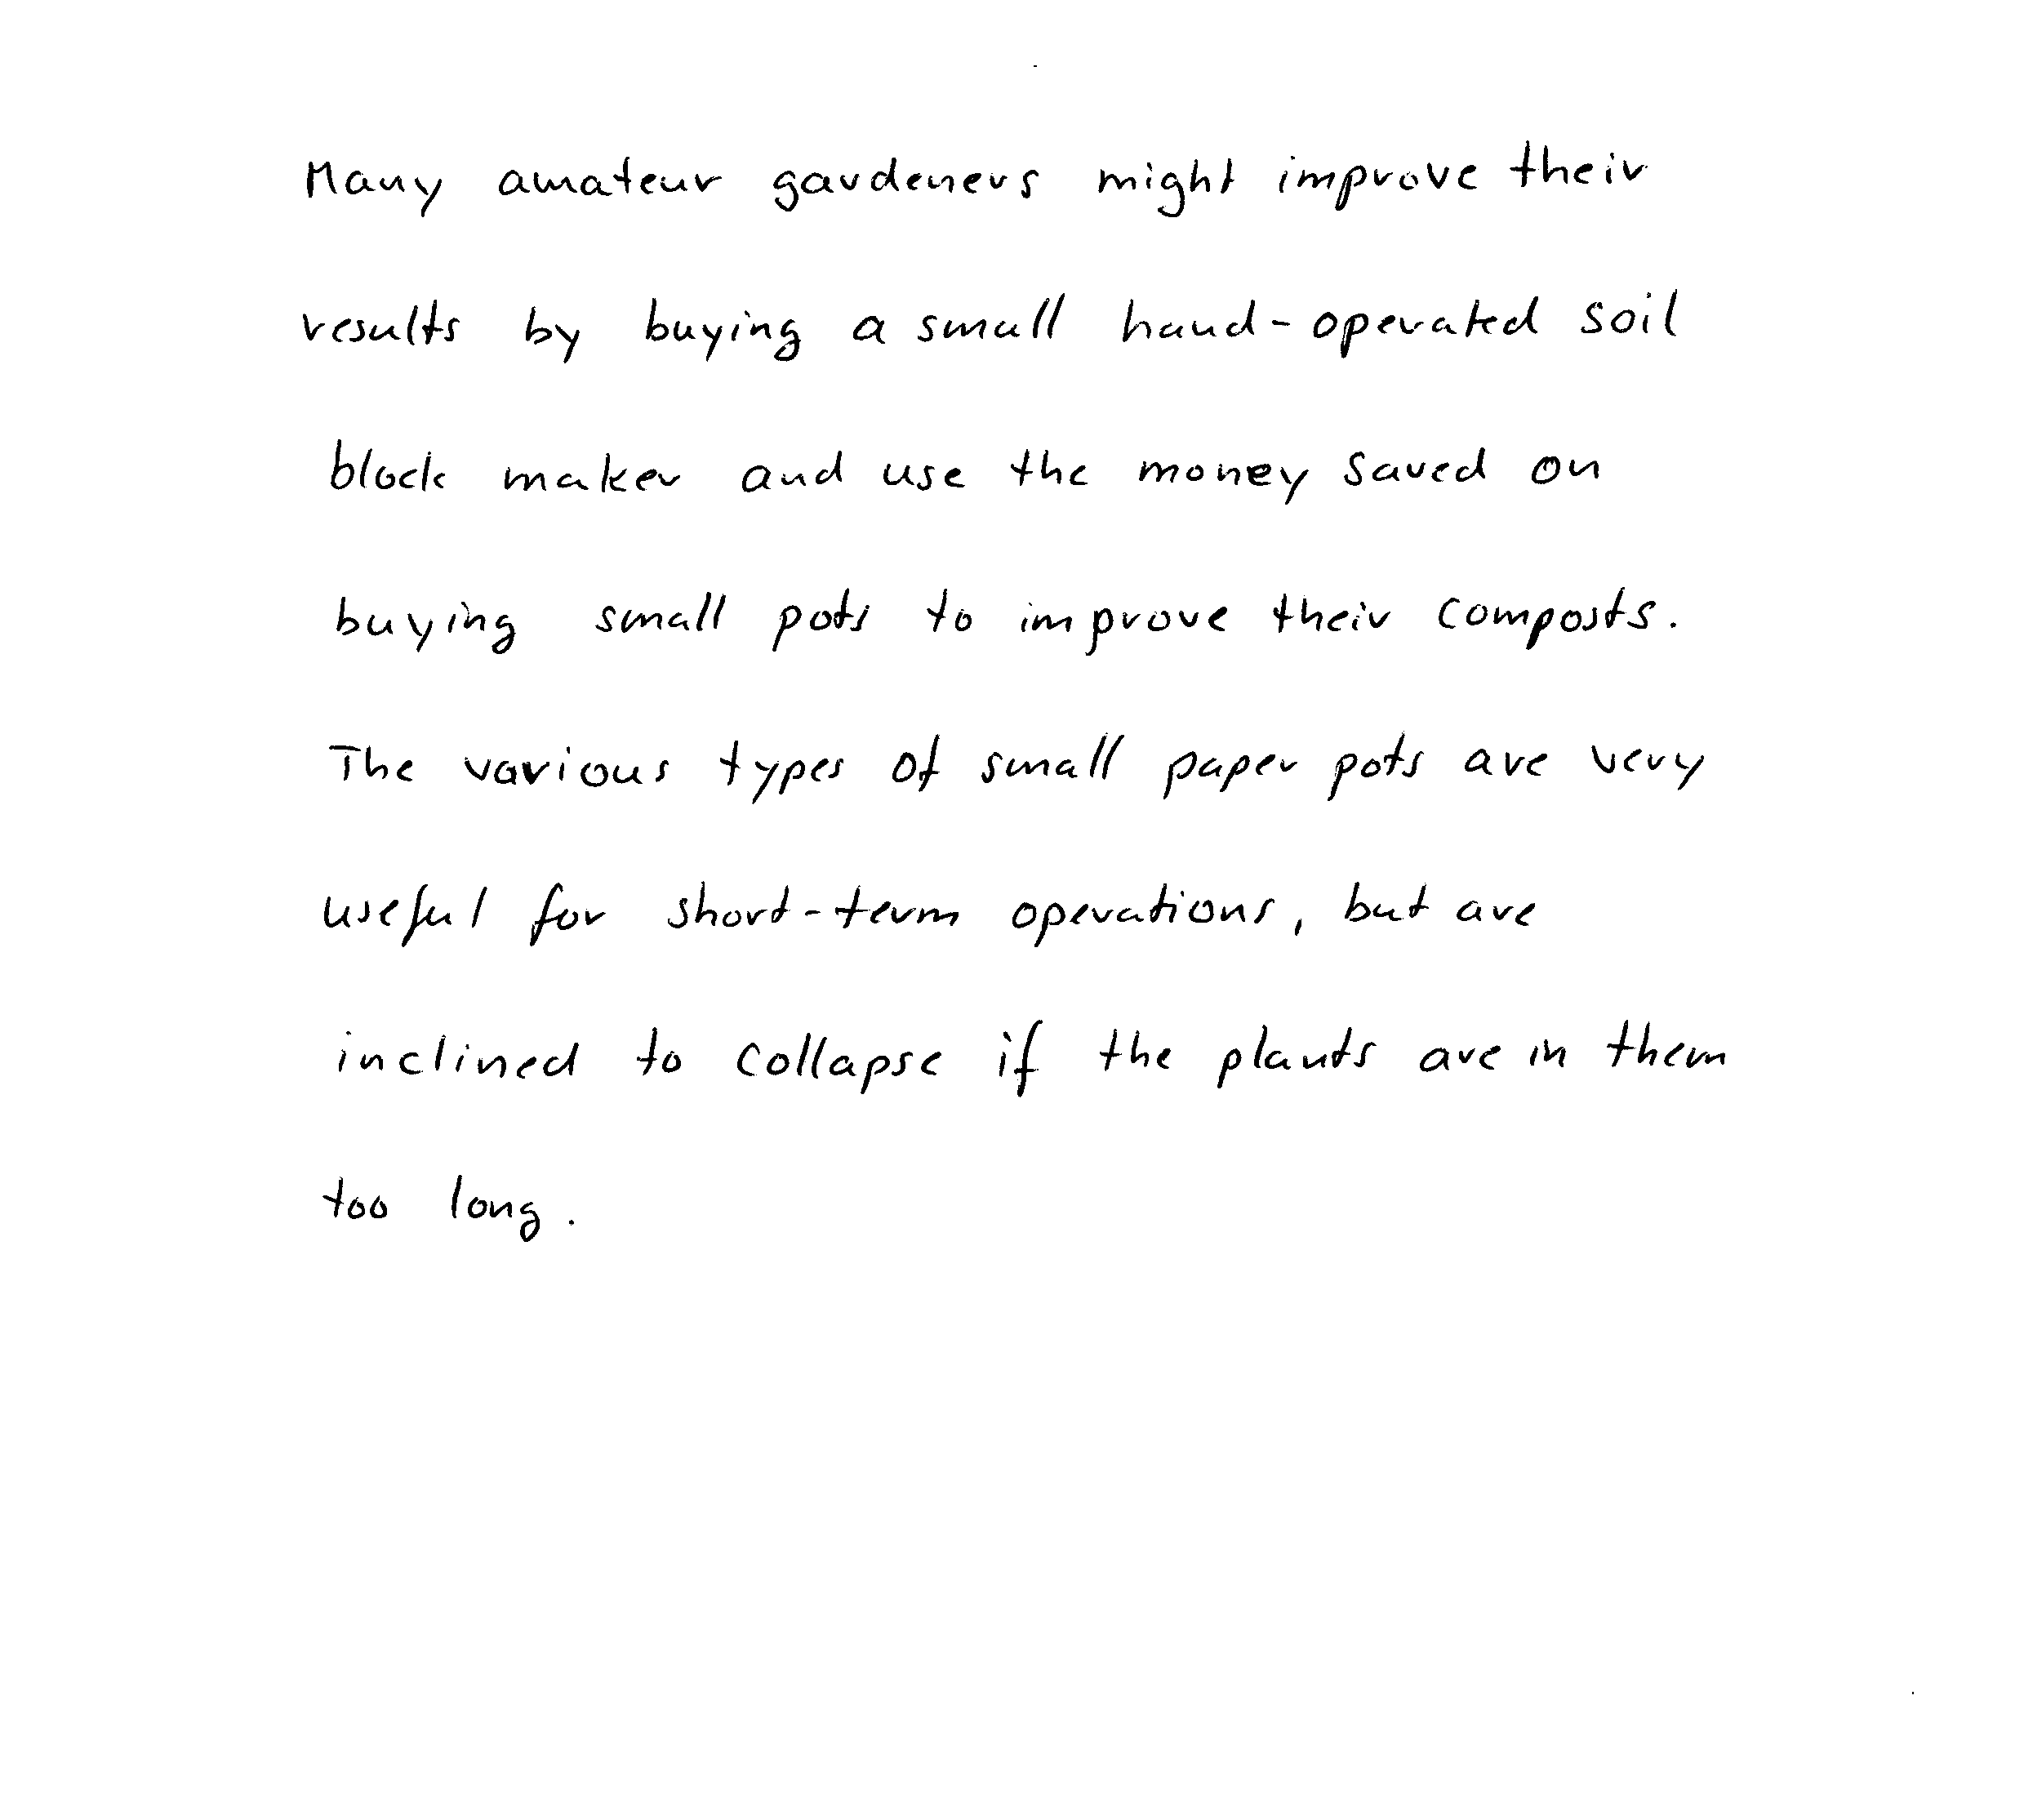 Many amateur gardeners might improve their
results by buying a small hand-operated soil
block maker and use the money saved on
buying small pots to improve their composts.
The various types of small paper pots are very
useful for short-term operations, but are
inclined to collapse if the plants are in them
too long.